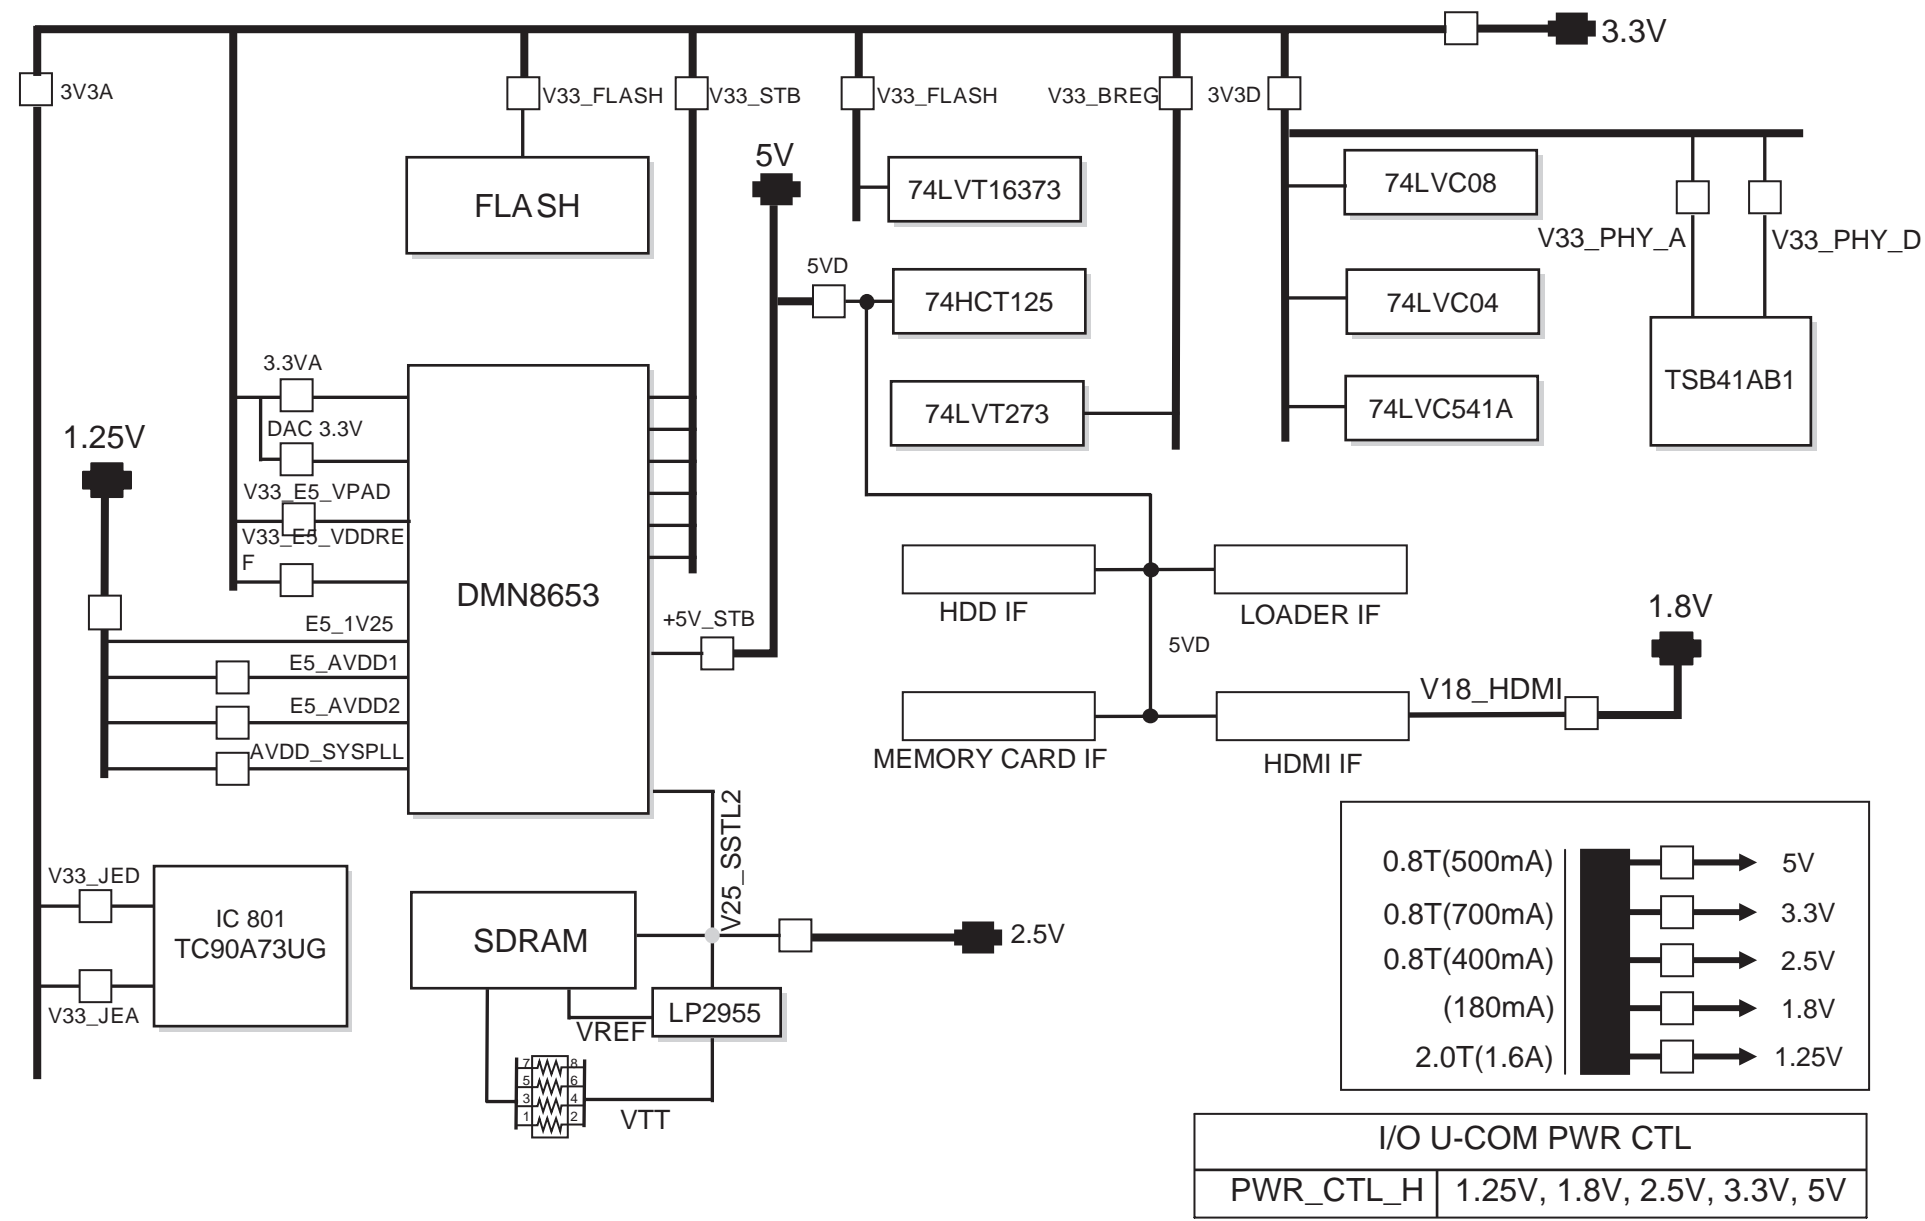 3.3V
3V3A
V33_FLASH
V33_STB
V33_FLASH
V33_BREG
3V3D
5V
FLASH
74LVT16373
74LVC08
V33_PHY_A
V33_PHY_D
5VD
74HCT125
74LVC04
3.3VA
TSB41AB1
74LVT273
74LVC541A
DAC 3.3V
1.25V
V33_E5_VPAD
V33_E5_VDDRE
F
DMN8653
HDD IF
LOADER IF
1.8V
E5_1V25
+5V_STB
5VD
E5_AVDD1
V18_HDMI
E5_AVDD2
AVDD_SYSPLL
MEMORY CARD IF
HDMI IF
V25_SSTL2
V33_JED
IC 801
TC90A73UG
V33_JEA
SDRAM
2.5V
LP2955
VREF
7 8
5 6
3 4
1 2
VTT
0.8T(500mA) 5V
0.8T(700mA) 3.3V
0.8T(400mA) 2.5V
(180mA) 1.8V
2.0T(1.6A) 1.25V
I/O U-COM PWR CTL
PWR_CTL_H 1.25V, 1.8V, 2.5V, 3.3V, 5V